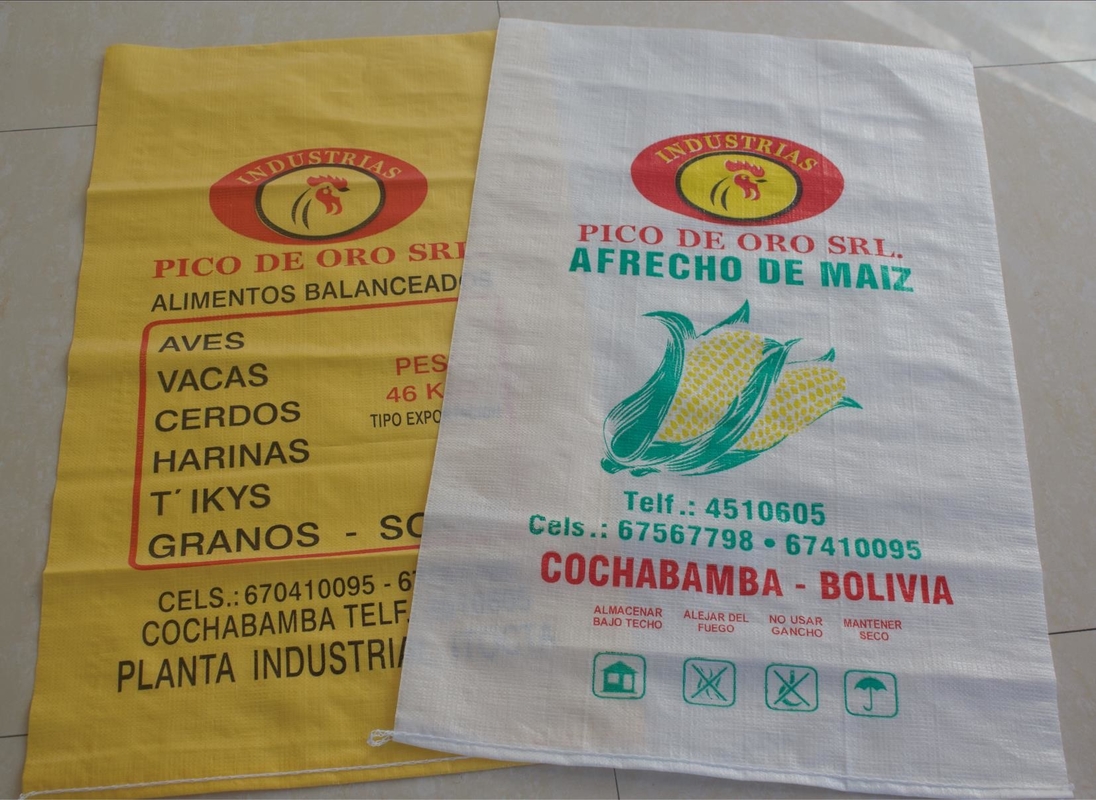 INDUSTRIAS
PICO DE ORO SRL
ALIMENTOS BALANCEADO
AVES
VACAS
CERDOS
HARINAS
T´IKYS
GRANOS - SO
PES
46 K
TIPO EXPO
CELS.: 670410095 - 67
COCHABAMBA TELF.
PLANTA INDUSTRIA
INDUSTRIAS
PICO DE ORO SRL.
AFRECHO DE MAIZ
Telf.: 4510605
Cels.: 67567798 • 67410095
COCHABAMBA - BOLIVIA
ALMACENAR
BAJO TECHO
ALEJAR DEL
FUEGO
NO USAR
GANCHO
MANTENER
SECO